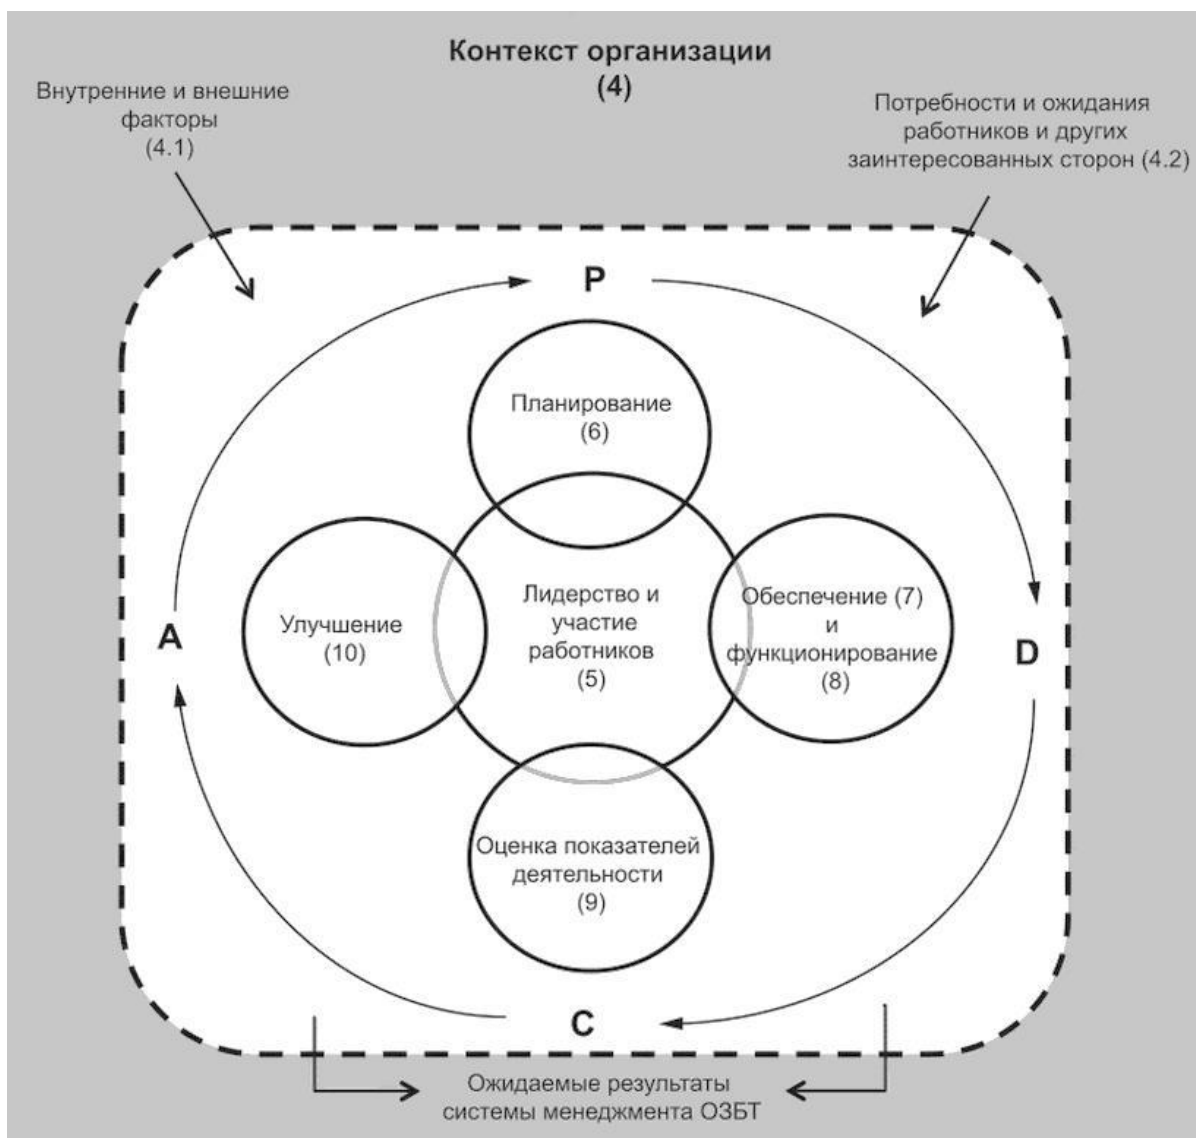 Контекст организации
(4)
Внутренние и внешние
факторы
(4.1)
Потребности и ожидания
работников и других
заинтересованных сторон (4.2)
P
Планирование
(6)
Улучшение
(10)
Лидерство и
участие
работников
(5)
Обеспечение (7)
и
функционирование
(8)
A
D
Оценка показателей
деятельности
(9)
C
Ожидаемые результаты
системы менеджмента ОЗБТ